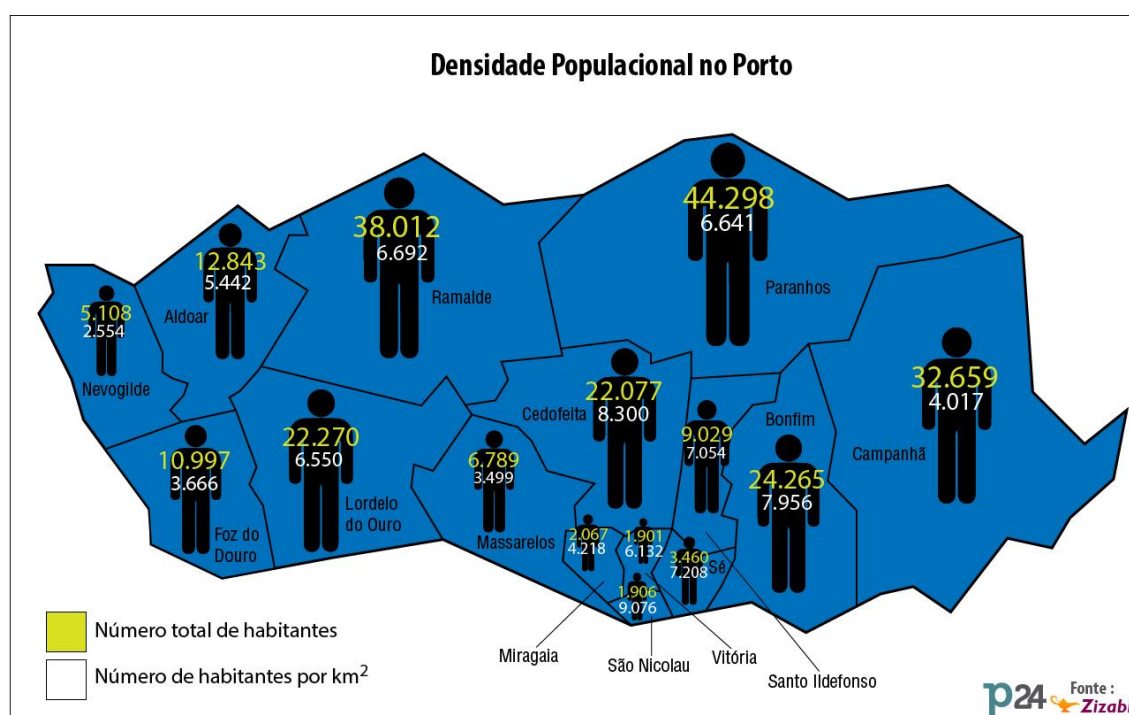 Densidade Populacional no Porto
44.298
6.641
Paranhos
38.012
6.692
Ramalde
12.843
5.442
Aldoar
5.108
2.554
Nevogilde
22.077
8.300
Cedofeita
32.659
4.017
Campanhã
9.029
7.054
Bonfim
24.265
7.956
22.270
6.550
Lordelo
do Ouro
10.997
3.666
Foz do
Douro
6.789
3.499
Massarelos
2.067
4.218
1.901
6.132
3.460
7.208
Sé
1.906
9.076
Miragaia
São Nicolau
Vitória
Santo Ildefonso
Número total de habitantes
Número de habitantes por km²
p24
Fonte :